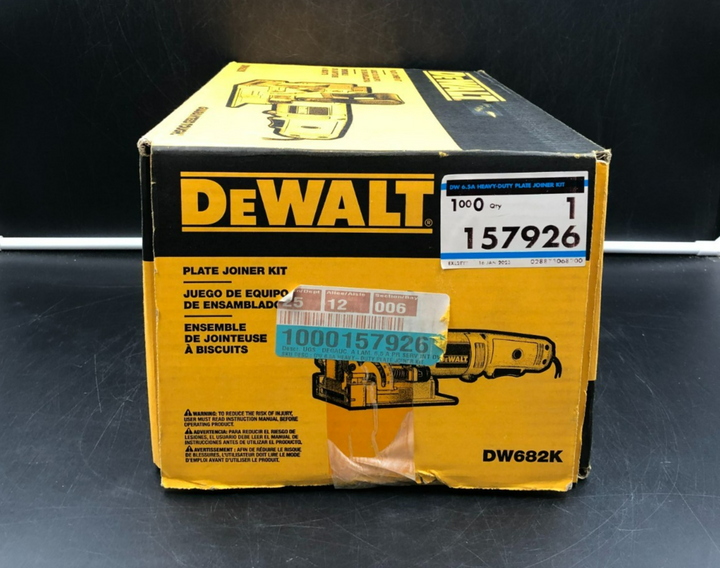 DEWALT
DEWALT®
DW 6.5A HEAVY-DUTY PLATE JOINER KIT
100 Qty 1
157926
PLATE JOINER KIT
JUEGO DE EQUIPO
DE
ENSEMBLE
DE JOINTEUSE
À BISCUITS
12 006
1000157926
DEWALT
WARNING: TO REDUCE THE RISK OF INJURY,
USER MUST READ INSTRUCTION MANUAL BEFORE
OPERATING PRODUCT.
ADVERTENCIA: PARA REDUCIR EL RIESGO DE
LESIONES, EL USUARIO DEBE LEER EL MANUAL DE
INSTRUCCIONES ANTES DE UTILIZAR EL PRODUCTO.
AVERTISSEMENT : AFIN DE RÉDUIRE LE RISQUE
DE BLESSURES, L'UTILISATEUR DOIT LIRE LE MODE
D'EMPLOI AVANT D'UTILISER LE PRODUIT.
DW682K